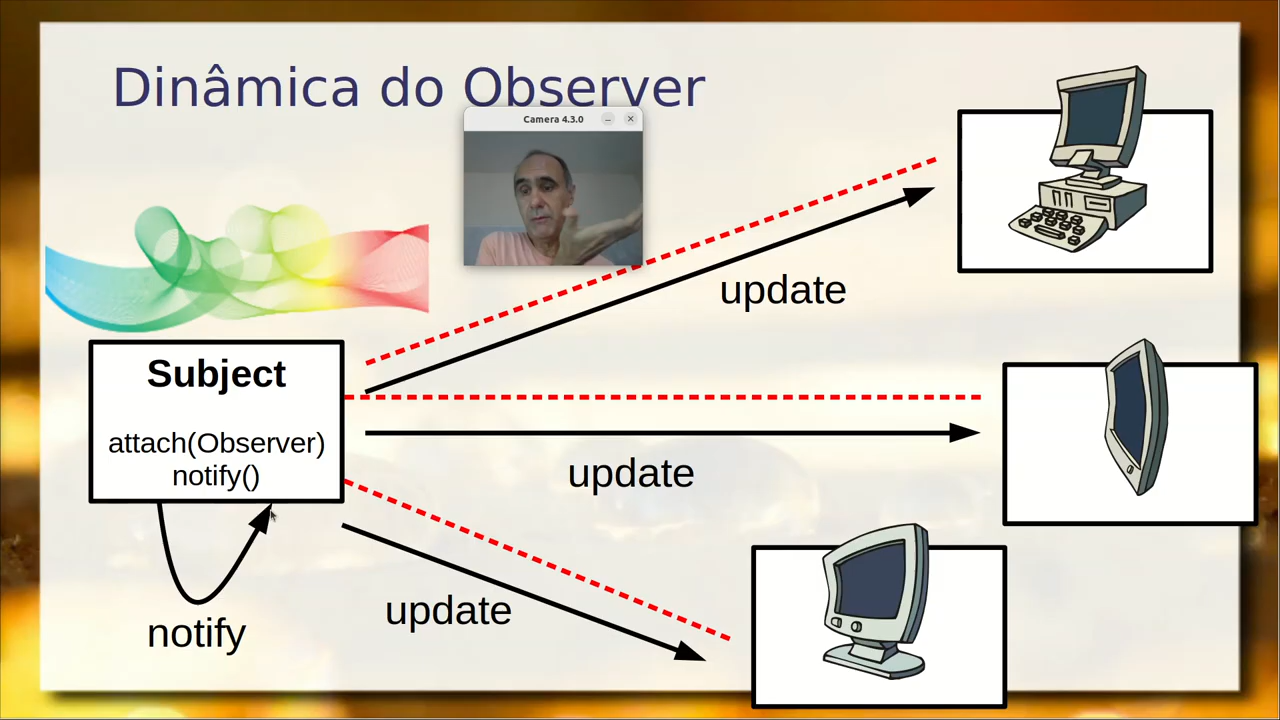 Dinâmica do Observer
Camera 4.3.0
update
Subject
attach(Observer)
notify()
update
update
notify